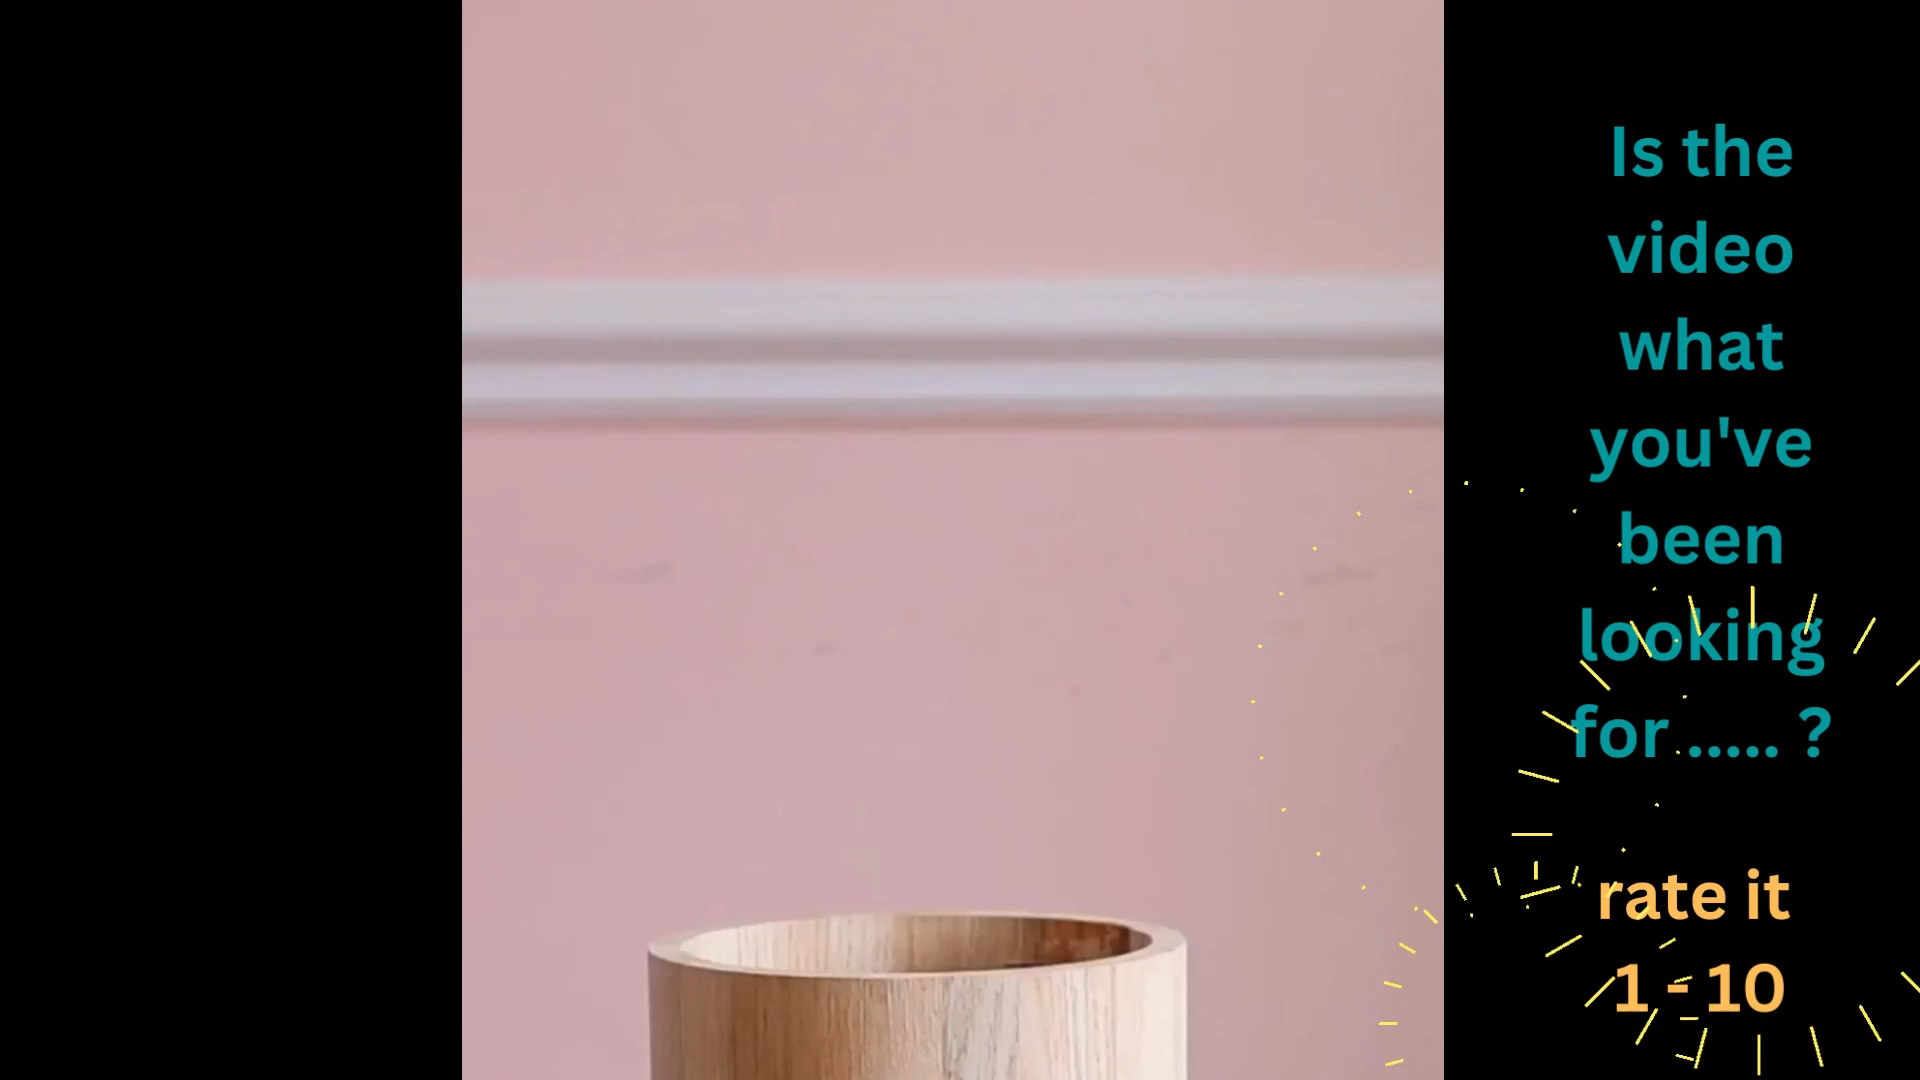 Is the
video
what
you've
been
looking
for ..... ?
rate it
1 - 10